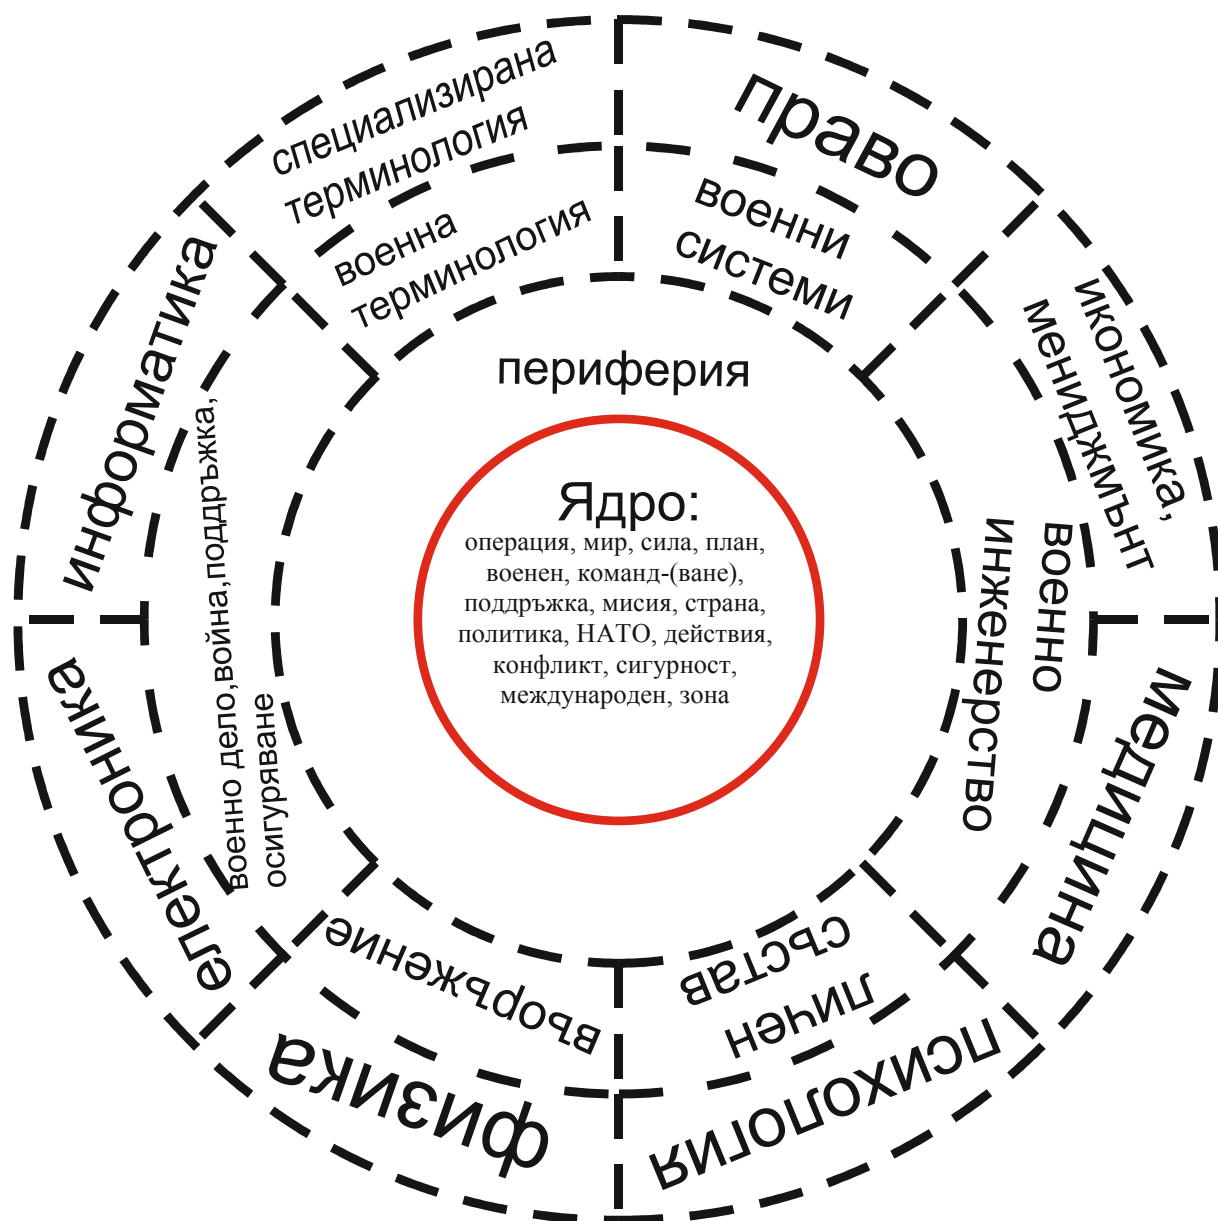 специализирана
терминология
право
икономика,
мениджмънт
медицина
психология
физика
електроника
информатика
военна
терминология
военни
системи
военно
инженерство
личен
състав
въоръжение
военно дело,война,поддръжка,
осигуряване
периферия
Ядро:
операция, мир, сила, план,
военен, команд-(ване),
поддръжка, мисия, страна,
политика, НАТО, действия,
конфликт, сигурност,
международен, зона